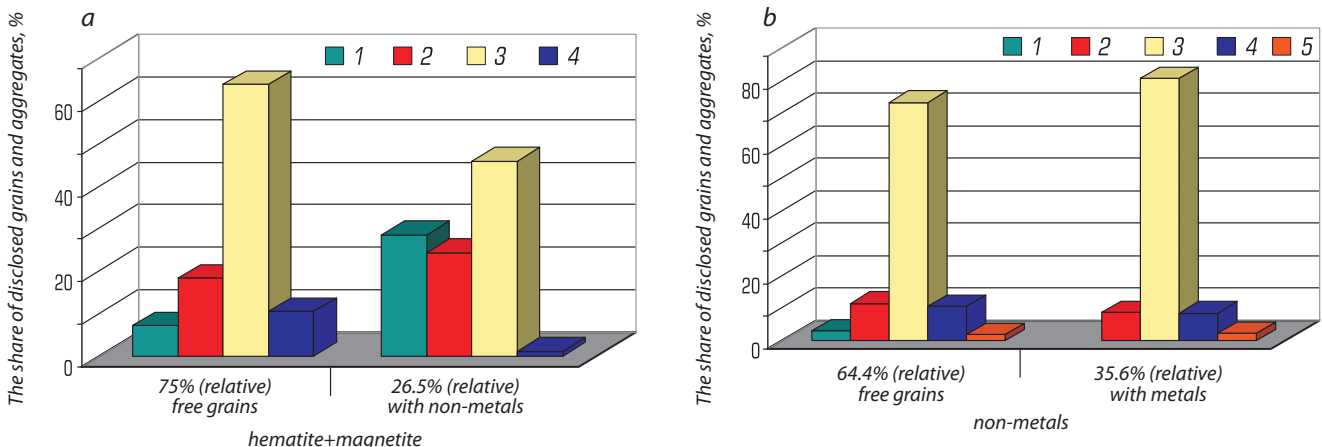 a
The share of disclosed grains and aggregates, %
1 2 3 4
60
40
20
0
75% (relative)
free grains
26.5% (relative)
with non-metals
hematite+magnetite
b
The share of disclosed grains and aggregates, %
1 2 3 4 5
80
60
40
20
0
64.4% (relative)
free grains
35.6% (relative)
with metals
non-metals